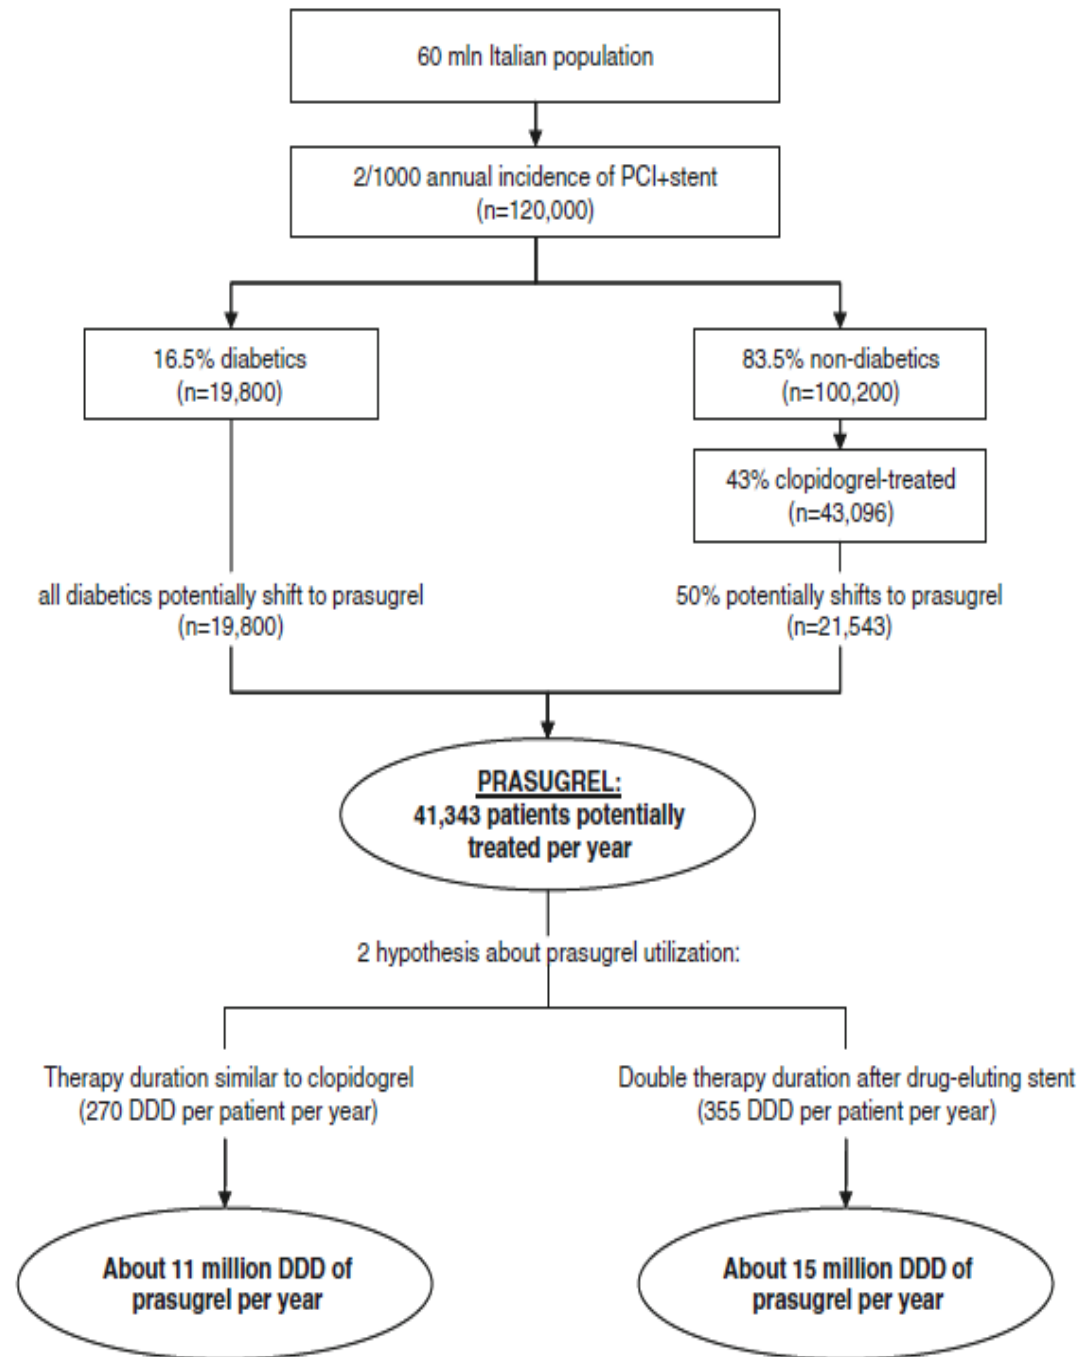 60 mln Italian population
2/1000 annual incidence of PCI+stent
(n=120,000)
16.5% diabetics
(n=19,800)
83.5% non-diabetics
(n=100,200)
43% clopidogrel-treated
(n=43,096)
all diabetics potentially shift to prasugrel
(n=19,800)
50% potentially shifts to prasugrel
(n=21,543)
PRASUGREL:
41,343 patients potentially
treated per year
2 hypothesis about prasugrel utilization:
Therapy duration similar to clopidogrel
(270 DDD per patient per year)
Double therapy duration after drug-eluting stent
(355 DDD per patient per year)
About 11 million DDD of
prasugrel per year
About 15 million DDD of
prasugrel per year